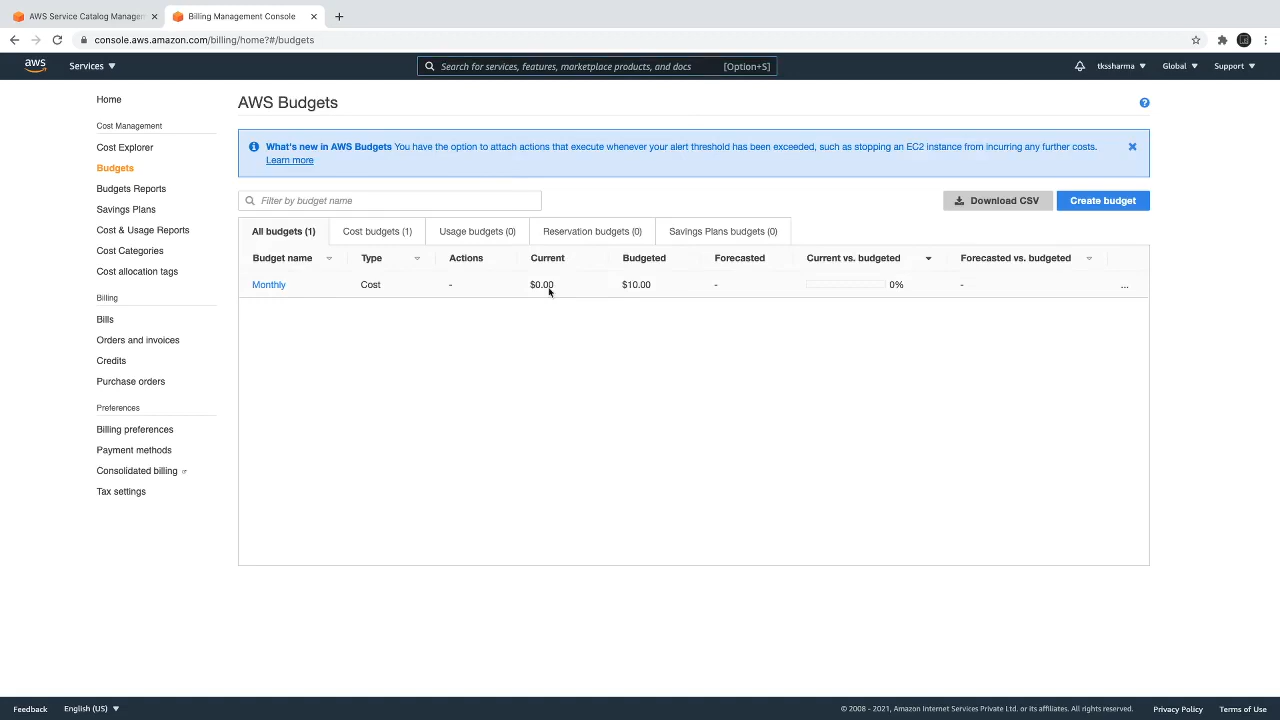 AWS Service Catalog Managem
Billing Management Console
console.aws.amazon.com/billing/home?#/budgets
aws
Services
Search for services, features, marketplace products, and docs [Option+S]
tkssharma
Global
Support
Home
Cost Management
Cost Explorer
Budgets
Budgets Reports
Savings Plans
Cost & Usage Reports
Cost Categories
Cost allocation tags
Billing
Bills
Orders and invoices
Credits
Purchase orders
Preferences
Billing preferences
Payment methods
Consolidated billing
Tax settings
AWS Budgets
What's new in AWS Budgets You have the option to attach actions that execute whenever your alert threshold has been exceeded, such as stopping an EC2 instance from incurring any further costs.
Learn more
Filter by budget name
Download CSV
Create budget
All budgets (1) Cost budgets (1) Usage budgets (0) Reservation budgets (0) Savings Plans budgets (0)
Budget name Type Actions Current Budgeted Forecasted Current vs. budgeted Forecasted vs. budgeted
Monthly Cost - $0.00 $10.00 - 0% - ...
Feedback English (US) © 2008 - 2021, Amazon Internet Services Private Ltd. or its affiliates. All rights reserved. Privacy Policy Terms of Use